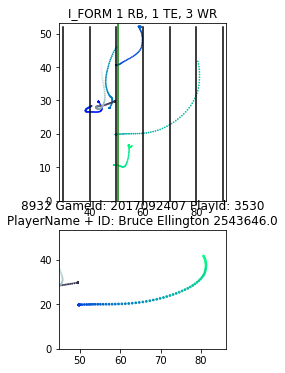 I_FORM 1 RB, 1 TE, 3 WR
50
40
30
20
10
0
40 60 80
8932 GameId: 2017092407 PlayId: 3530
PlayerName + ID: Bruce Ellington 2543646.0
40
20
0
50 60 70 80